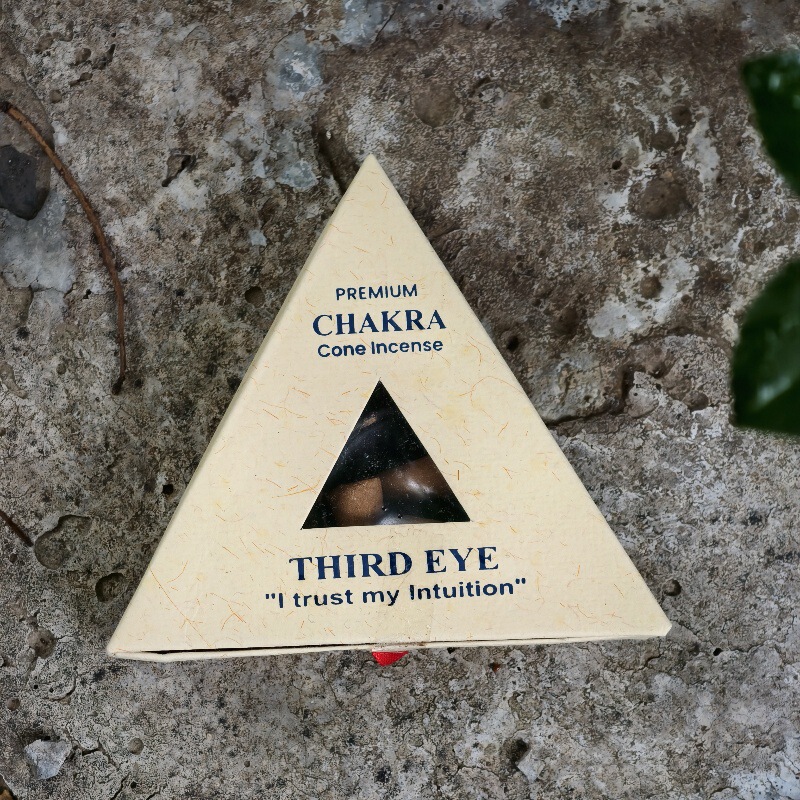 PREMIUM
CHAKRA
Cone Incense
THIRD EYE
"I trust my Intuition"